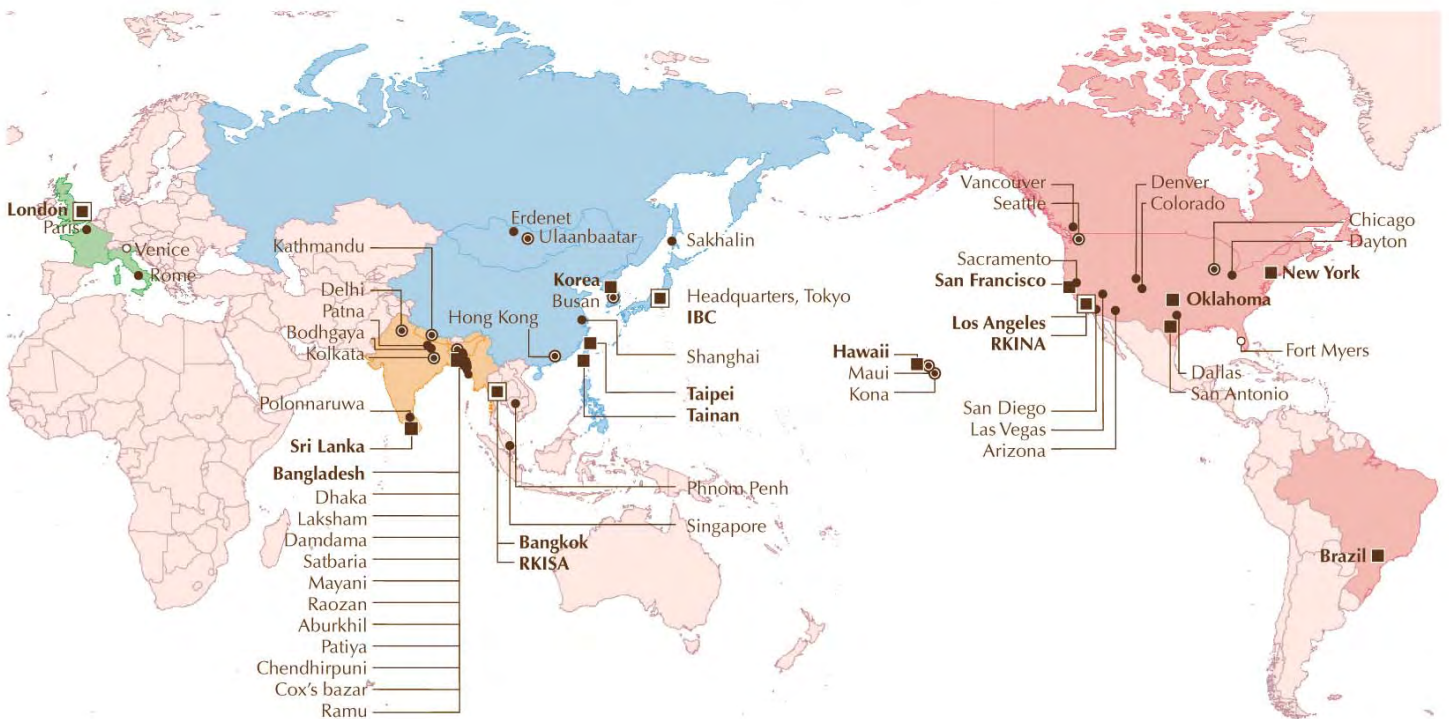 London
Paris
Venice
Rome
Kathmandu
Delhi
Patna
Bodhgaya
Kolkata
Polonnaruwa
Sri Lanka
Bangladesh
Dhaka
Laksham
Damdama
Satbaria
Mayani
Raozan
Aburkhil
Patiya
Chendhirpuni
Cox's bazar
Ramu
Erdenet
Ulaanbaatar
Sakhalin
Korea
Busan
Headquarters, Tokyo
IBC
Hong Kong
Shanghai
Taipei
Tainan
Phnom Penh
Singapore
Bangkok
RKISA
Hawaii
Maui
Kona
Vancouver
Seattle
Sacramento
San Francisco
Los Angeles
RKINA
San Diego
Las Vegas
Arizona
Denver
Colorado
Chicago
Dayton
New York
Oklahoma
Fort Myers
Dallas
San Antonio
Brazil